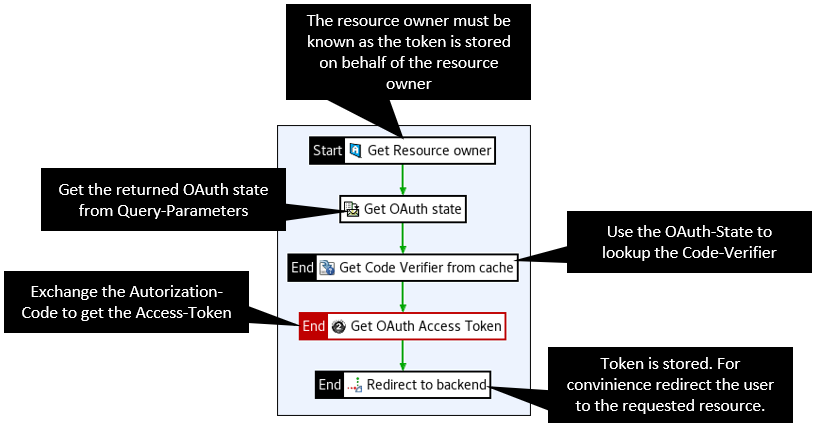 The resource owner must be
known as the token is stored
on behalf of the resource
owner
Start Get Resource owner
Get the returned OAuth state
from Query-Parameters
Get OAuth state
Use the OAuth-State to
lookup the Code-Verifier
End Get Code Verifier from cache
Exchange the Autorization-
Code to get the Access-Token
End 2 Get OAuth Access Token
Token is stored. For
convinience redirect the user
to the requested resource.
End Redirect to backend